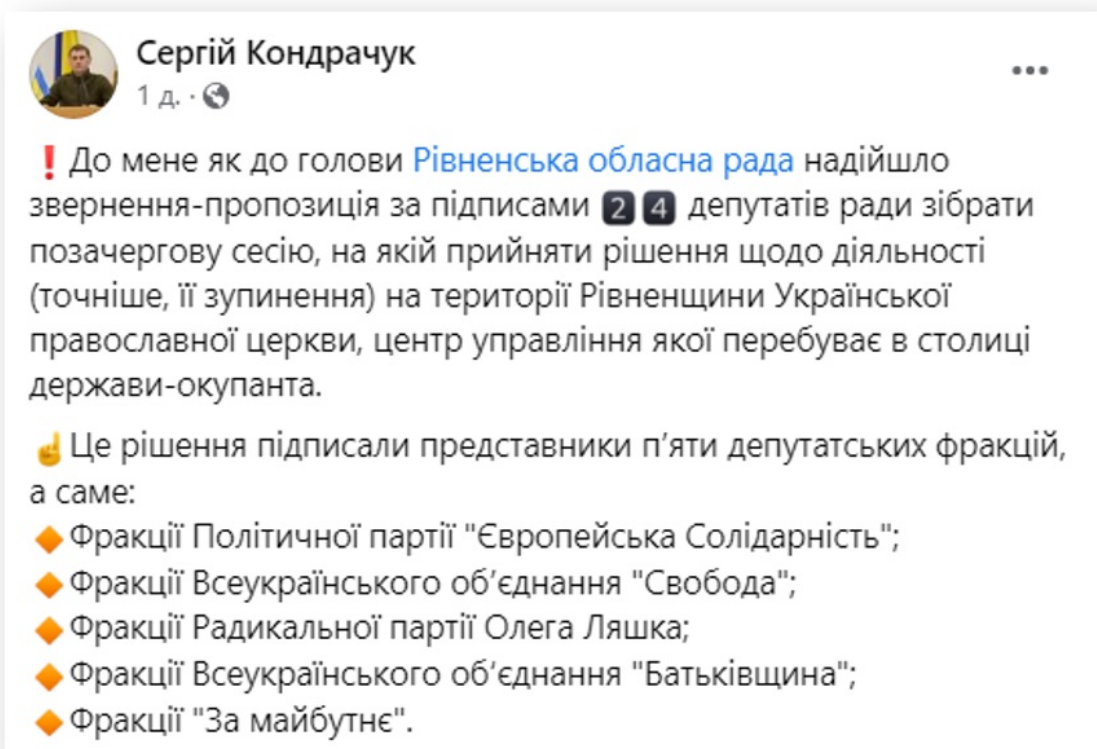 Сергій Кондрачук
1 д. ·
❗ До мене як до голови Рівненська обласна рада надійшло
звернення-пропозиція за підписами 2️⃣4️⃣ депутатів ради зібрати
позачергову сесію, на якій прийняти рішення щодо діяльності
(точніше, її зупинення) на території Рівненщини Української
православної церкви, центр управління якої перебуває в столиці
держави-окупанта.
☝️Це рішення підписали представники п’яти депутатських фракцій,
а саме:
🔸Фракції Політичної партії "Європейська Солідарність";
🔸Фракції Всеукраїнського об’єднання "Свобода";
🔸Фракції Радикальної партії Олега Ляшка;
🔸Фракції Всеукраїнського об’єднання "Батьківщина";
🔸Фракції "За майбутнє".